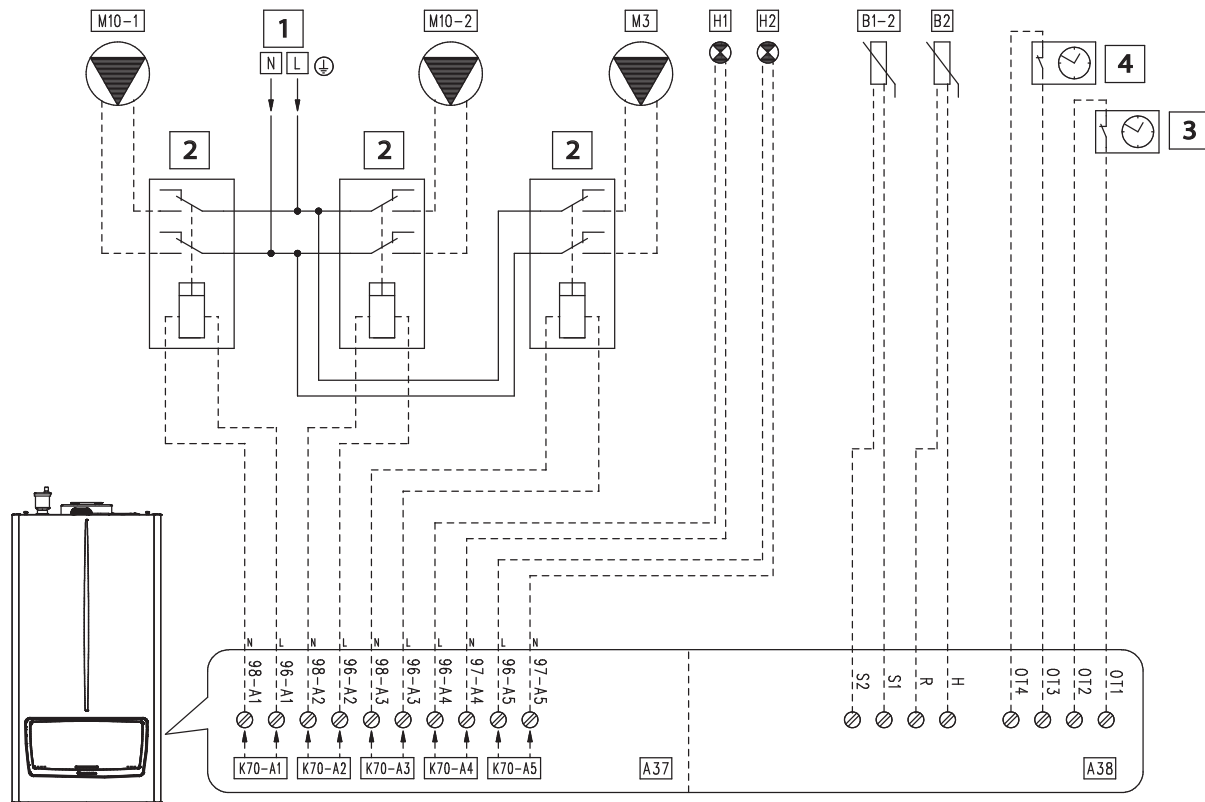 M10-1
1
M10-2
M3
H1
H2
B1-2
B2
N
L
4
3
2
2
2
N
L
N
L
N
L
L
N
L
N
98-A1
96-A1
98-A2
96-A2
98-A3
96-A3
96-A4
97-A4
96-A5
97-A5
S2
S1
R
H
OT4
OT3
OT2
OT1
K70-A1
K70-A2
K70-A3
K70-A4
K70-A5
A37
A38